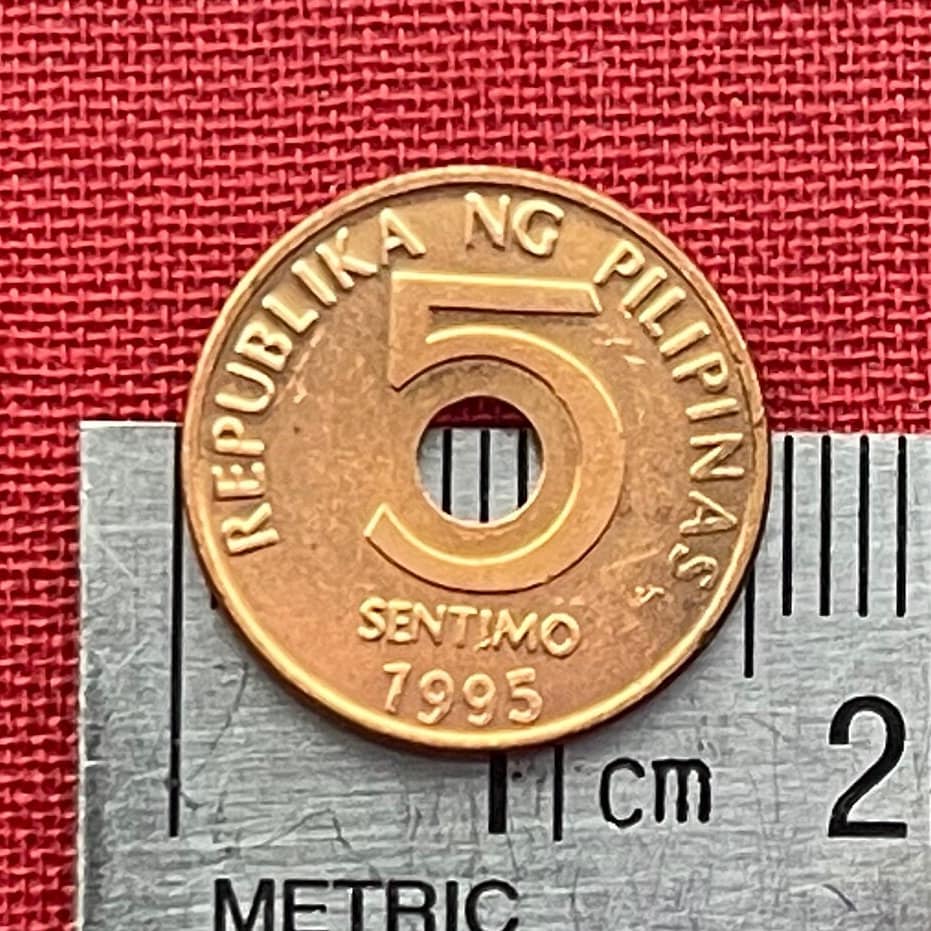 REPUBLIKA NG PILIPINAS
5
SENTIMO
1995
cm
2
METRIC